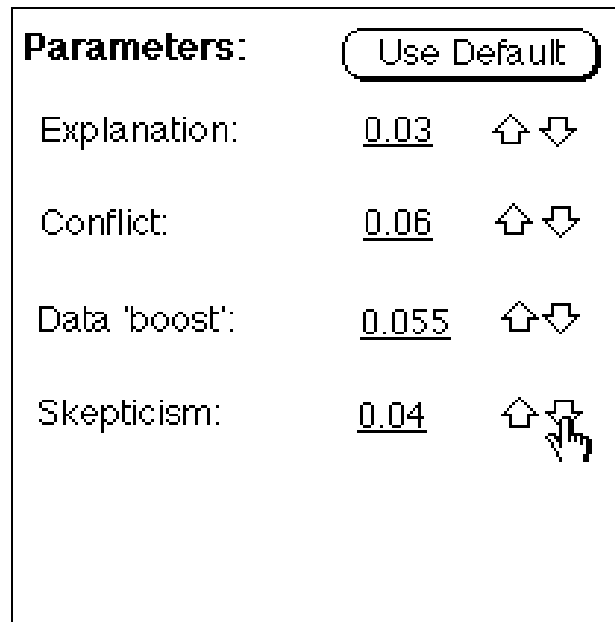 Parameters: Use Default
Explanation: 0.03
Conflict: 0.06
Data 'boost': 0.055
Skepticism: 0.04